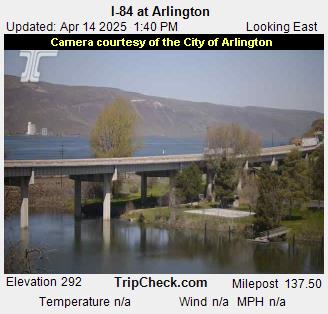 I-84 at Arlington
Updated: Apr 14 2025 1:40 PM Looking East
Camera courtesy of the City of Arlington
Elevation 292 TripCheck.com Milepost 137.50
Temperature n/a Wind n/a MPH n/a